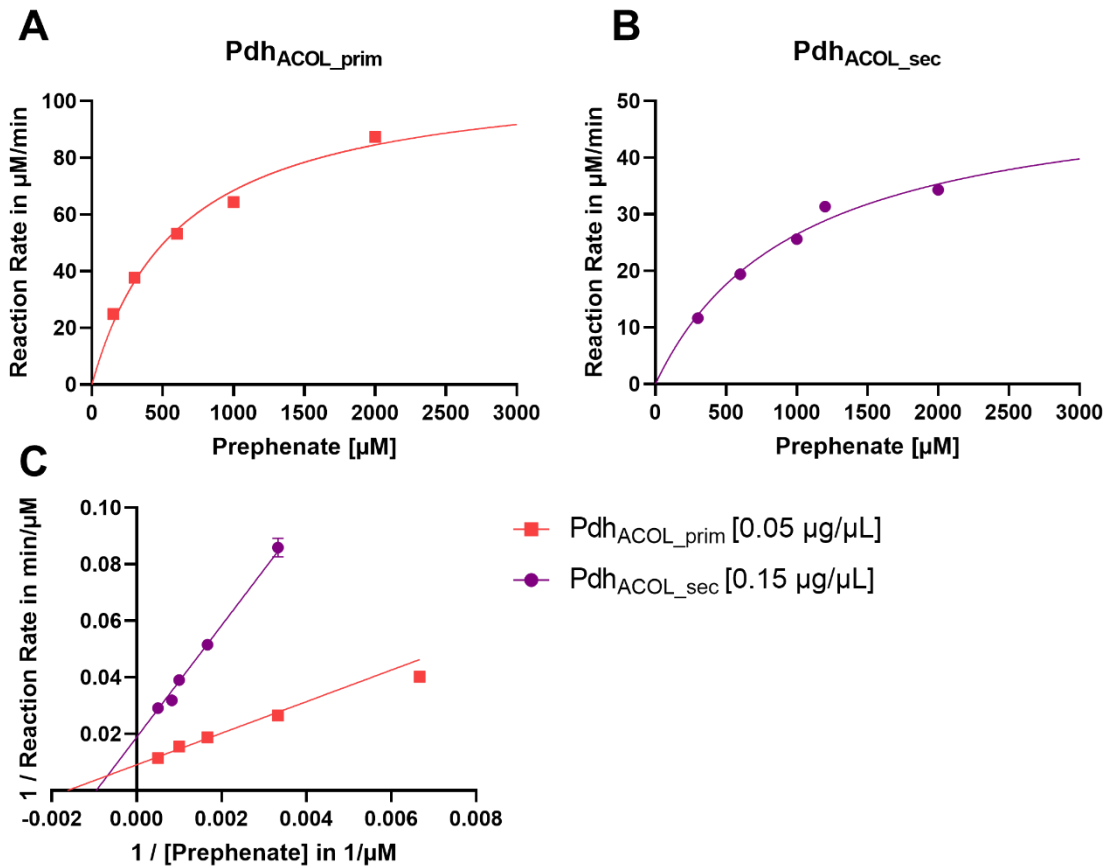 A
Pdh_ACOL_prim
Reaction Rate in µM/min
100
80
60
40
20
0
0 500 1000 1500 2000 2500 3000
Prephenate [µM]
B
Pdh_ACOL_sec
Reaction Rate in µM/min
50
40
30
20
10
0
0 500 1000 1500 2000 2500 3000
Prephenate [µM]
C
1 / Reaction Rate in min/µM
0.10
0.08
0.06
0.04
0.02
-0.002 0.000 0.002 0.004 0.006 0.008
1 / [Prephenate] in 1/µM
Pdh_ACOL_prim [0.05 µg/µL]
Pdh_ACOL_sec [0.15 µg/µL]